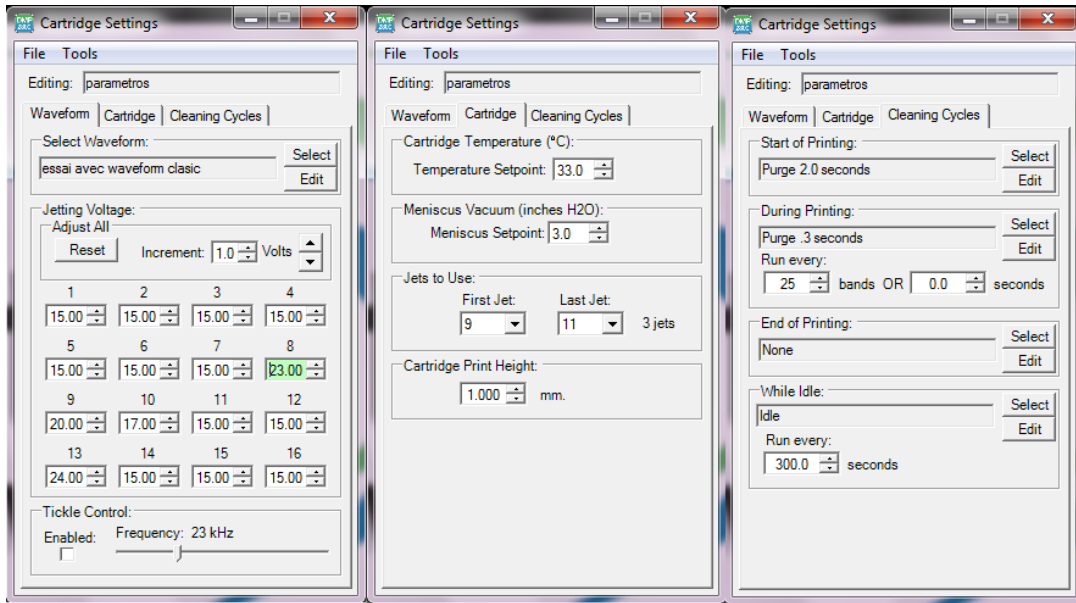 Cartridge Settings
File Tools
Editing: parametros
Waveform Cartridge Cleaning Cycles
Select Waveform:
essai avec waveform clasic
Select
Edit
Jetting Voltage:
Adjust All
Reset Increment: 1.0 Volts
1 2 3 4
15.00 15.00 15.00 15.00
5 6 7 8
15.00 15.00 15.00 23.00
9 10 11 12
20.00 17.00 15.00 15.00
13 14 15 16
24.00 15.00 15.00 15.00
Tickle Control:
Enabled: Frequency: 23 kHz
Cartridge Settings
File Tools
Editing: parametros
Waveform Cartridge Cleaning Cycles
Cartridge Temperature (°C):
Temperature Setpoint: 33.0
Meniscus Vacuum (inches H2O):
Meniscus Setpoint: 3.0
Jets to Use:
First Jet: Last Jet:
9 11 3 jets
Cartridge Print Height:
1.000 mm.
Cartridge Settings
File Tools
Editing: parametros
Waveform Cartridge Cleaning Cycles
Start of Printing:
Purge 2.0 seconds
Select
Edit
During Printing:
Purge .3 seconds
Select
Edit
Run every:
25 bands OR 0.0 seconds
End of Printing:
None
Select
Edit
While Idle:
Idle
Select
Edit
Run every:
300.0 seconds